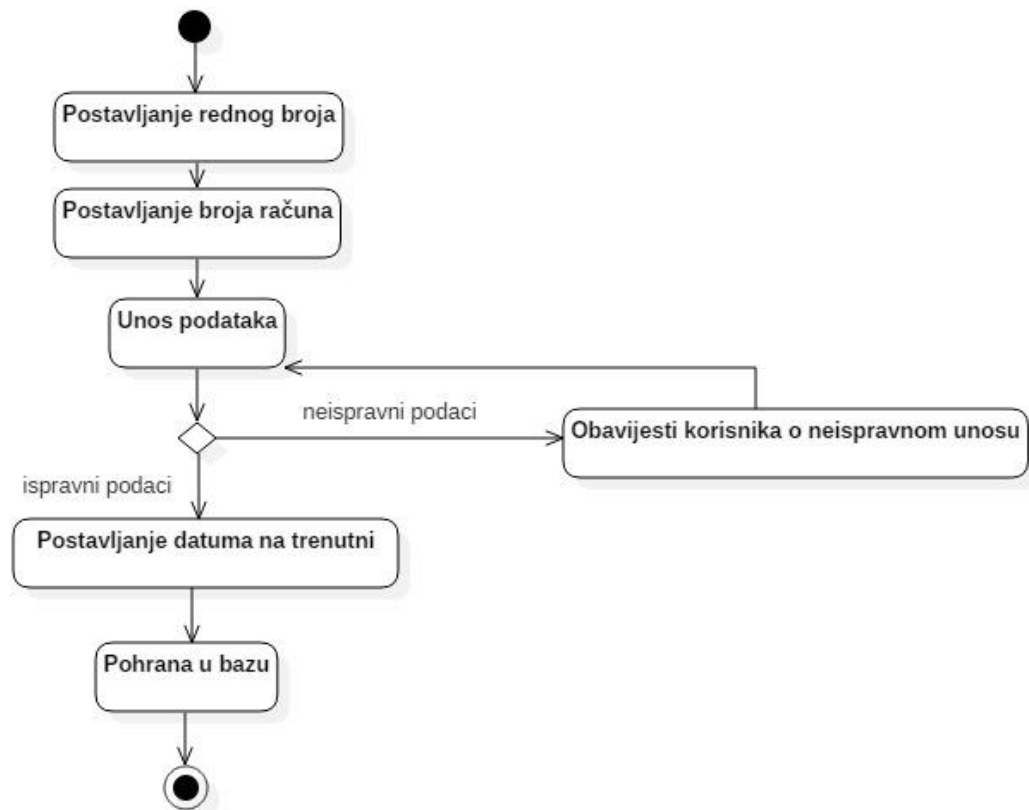 Postavljanje rednog broja
Postavljanje broja računa
Unos podataka
neispravni podaci
Obavijesti korisnika o neispravnom unosu
ispravni podaci
Postavljanje datuma na trenutni
Pohrana u bazu